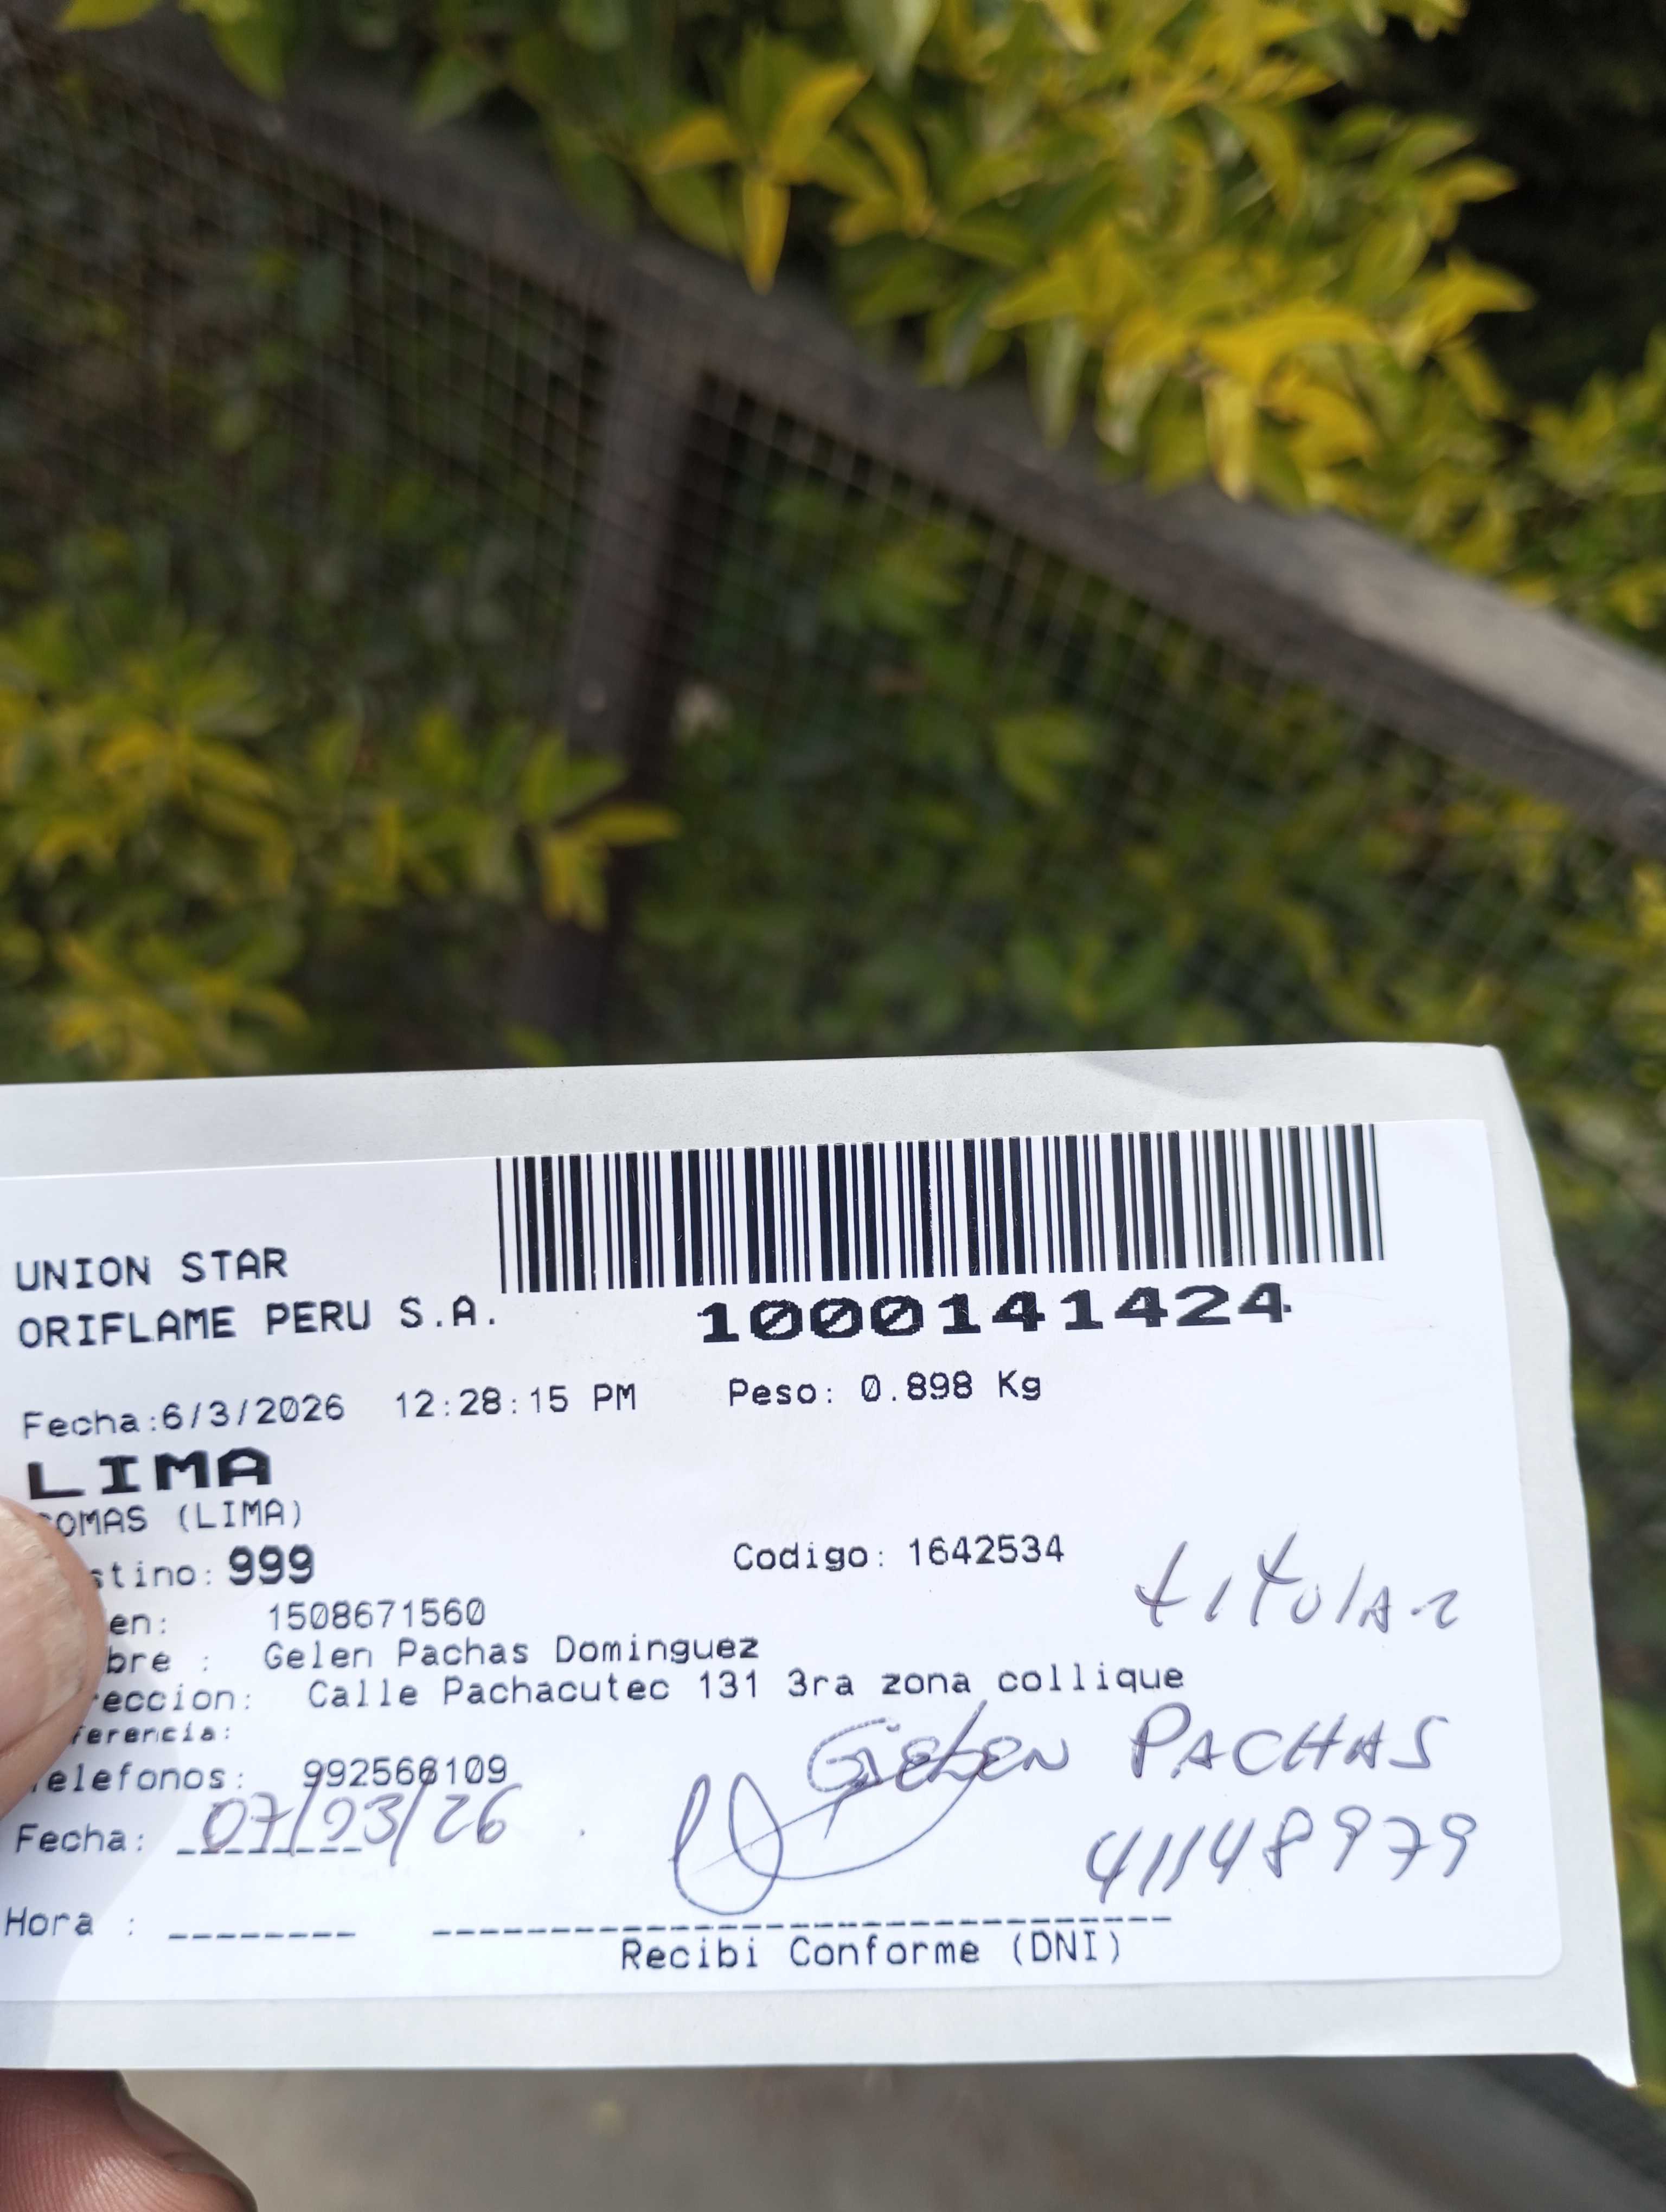 UNION STAR
ORIFLAME PERU S.A.
1000141424
Fecha:6/3/2026 12:28:15 PM Peso: 0.898 Kg
LIMA
COMAS (LIMA)
stino: 999 Codigo: 1642534
titular
en: 1508671560
bre : Gelen Pachas Dominguez
reccion: Calle Pachacutec 131 3ra zona collique
ferencia:
Gelen PACHAS
Telefonos: 992566109
Fecha: 07/03/26
41148979
Hora :
Recibi Conforme (DNI)